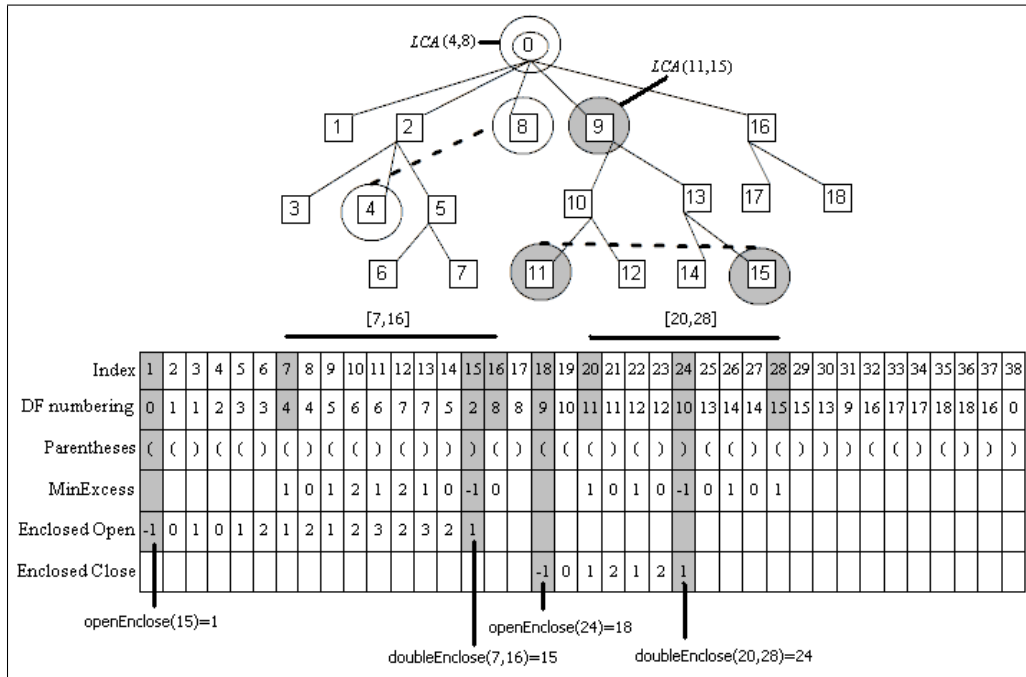 LCA(4,8)
0
LCA(11,15)
1 2 8 9 16
3 4 5 10 13 17 18
6 7 11 12 14 15
[7,16] [20,28]
Index 1 2 3 4 5 6 7 8 9 10 11 12 13 14 15 16 17 18 19 20 21 22 23 24 25 26 27 28 29 30 31 32 33 34 35 36 37 38
DF numbering 0 1 1 2 3 3 4 4 5 6 6 7 7 5 2 8 8 9 10 11 11 12 12 10 13 14 14 15 15 13 9 16 17 17 18 18 16 0
Parentheses ( ( ) ( ( ) ( ) ( ( ) ( ) ) ) ( ) ( ( ( ) ( ) ) ( ( ) ( ) ) ) ( ( ) ( ) ) )
MinExcess 1 0 1 2 1 2 1 0 -1 0 1 0 1 0 -1 0 1 0 1
Enclosed Open -1 0 1 0 1 2 1 2 1 2 3 2 3 2 1
Enclosed Close -1 0 1 2 1 2 1
openEnclose(15)=1 openEnclose(24)=18
doubleEnclose(7,16)=15 doubleEnclose(20,28)=24